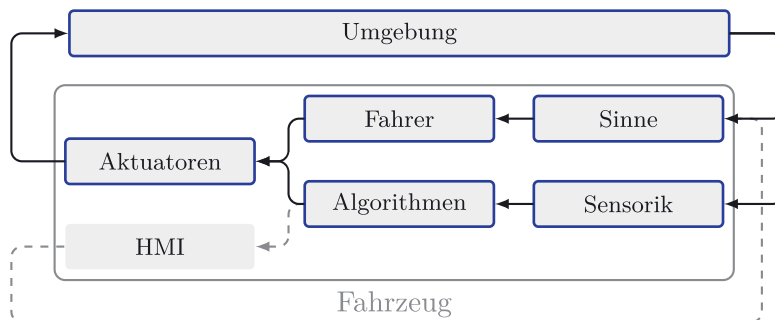 Umgebung
Fahrer
Sinne
Aktuatoren
Algorithmen
Sensorik
HMI
Fahrzeug